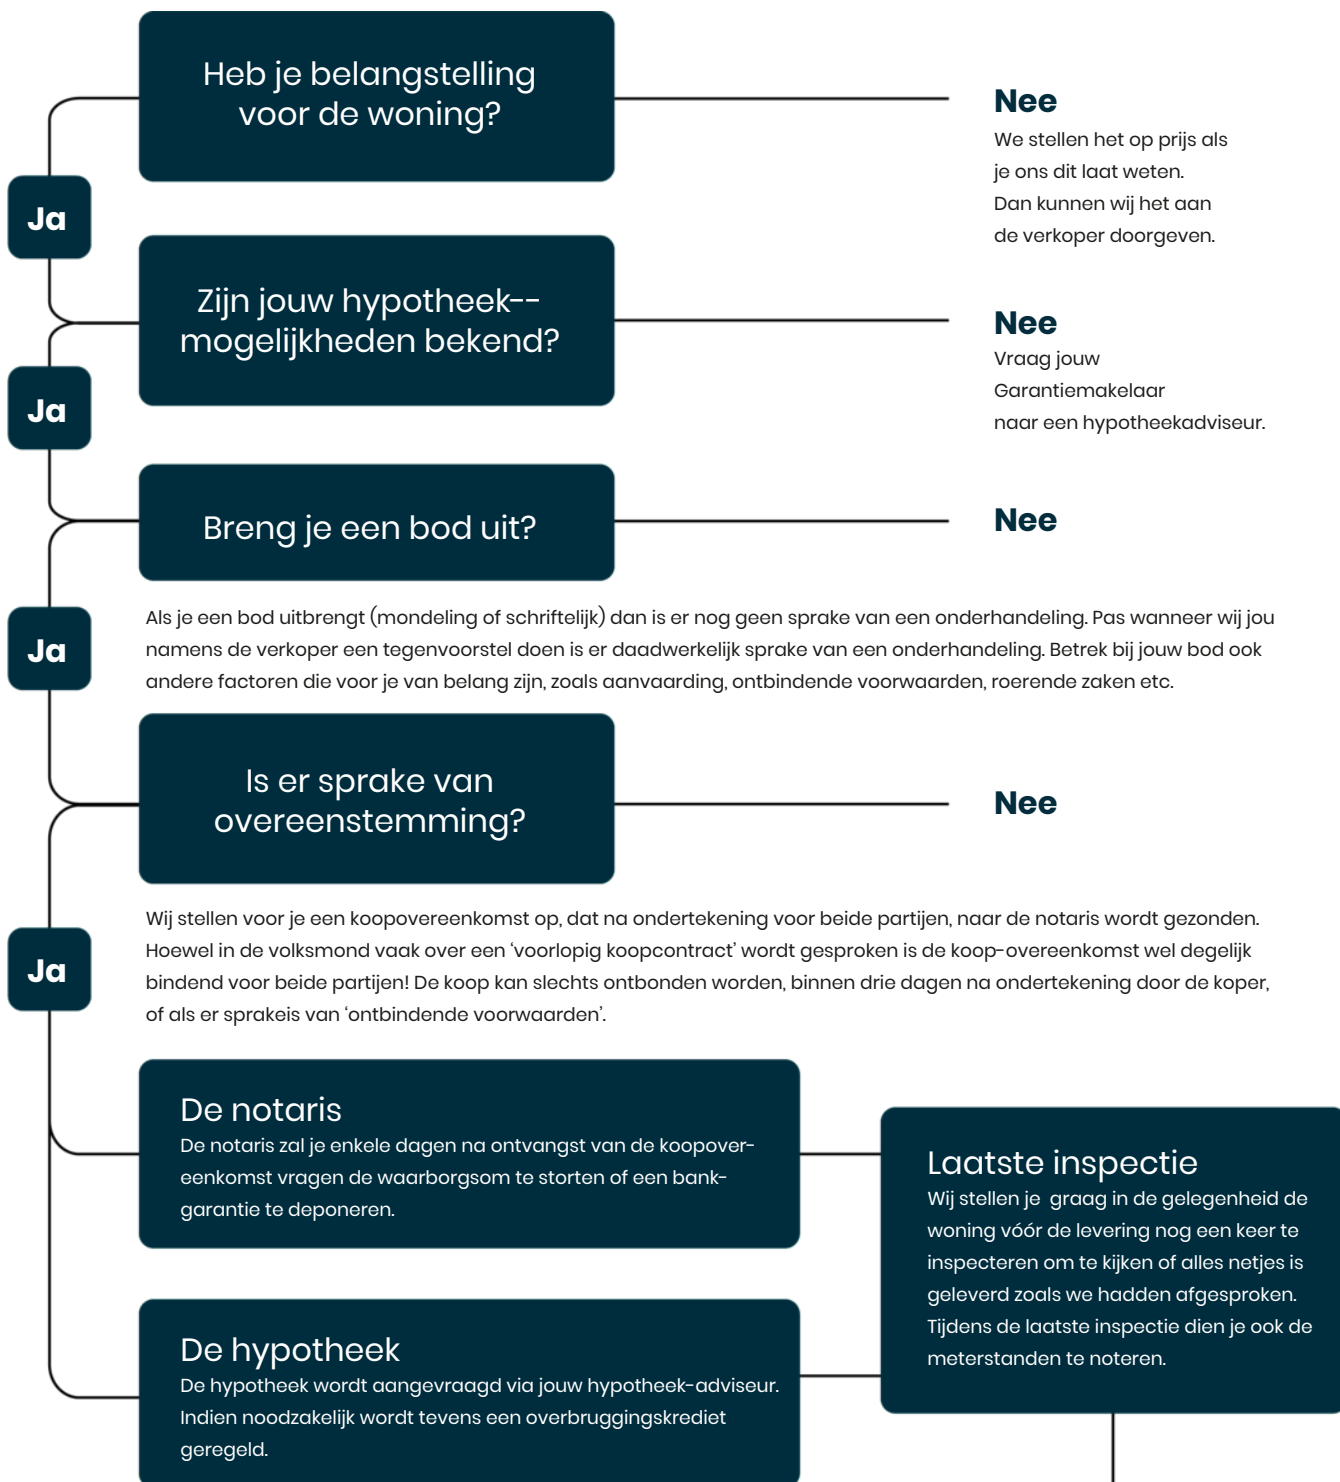 Heb je belangstelling
voor de woning?
Nee
We stellen het op prijs als
je ons dit laat weten.
Dan kunnen wij het aan
de verkoper doorgeven.
Ja
Zijn jouw hypotheek--
mogelijkheden bekend?
Nee
Vraag jouw
Garantiemakelaar
naar een hypotheekadviseur.
Ja
Breng je een bod uit?
Nee
Als je een bod uitbrengt (mondeling of schriftelijk) dan is er nog geen sprake van een onderhandeling. Pas wanneer wij jou
namens de verkoper een tegenvoorstel doen is er daadwerkelijk sprake van een onderhandeling. Betrek bij jouw bod ook
andere factoren die voor je van belang zijn, zoals aanvaarding, ontbindende voorwaarden, roerende zaken etc.
Ja
Is er sprake van
overeenstemming?
Nee
Wij stellen voor je een koopovereenkomst op, dat na ondertekening voor beide partijen, naar de notaris wordt gezonden.
Hoewel in de volksmond vaak over een ‘voorlopig koopcontract’ wordt gesproken is de koop-overeenkomst wel degelijk
bindend voor beide partijen! De koop kan slechts ontbonden worden, binnen drie dagen na ondertekening door de koper,
of als er sprakeis van ‘ontbindende voorwaarden’.
Ja
De notaris
De notaris zal je enkele dagen na ontvangst van de koopover-
eenkomst vragen de waarborgsom te storten of een bank-
garantie te deponeren.
Laatste inspectie
Wij stellen je graag in de gelegenheid de
woning vóór de levering nog een keer te
inspecteren om te kijken of alles netjes is
geleverd zoals we hadden afgesproken.
Tijdens de laatste inspectie dien je ook de
meterstanden te noteren.
De hypotheek
De hypotheek wordt aangevraagd via jouw hypotheek-adviseur.
Indien noodzakelijk wordt tevens een overbruggingskrediet
geregeld.